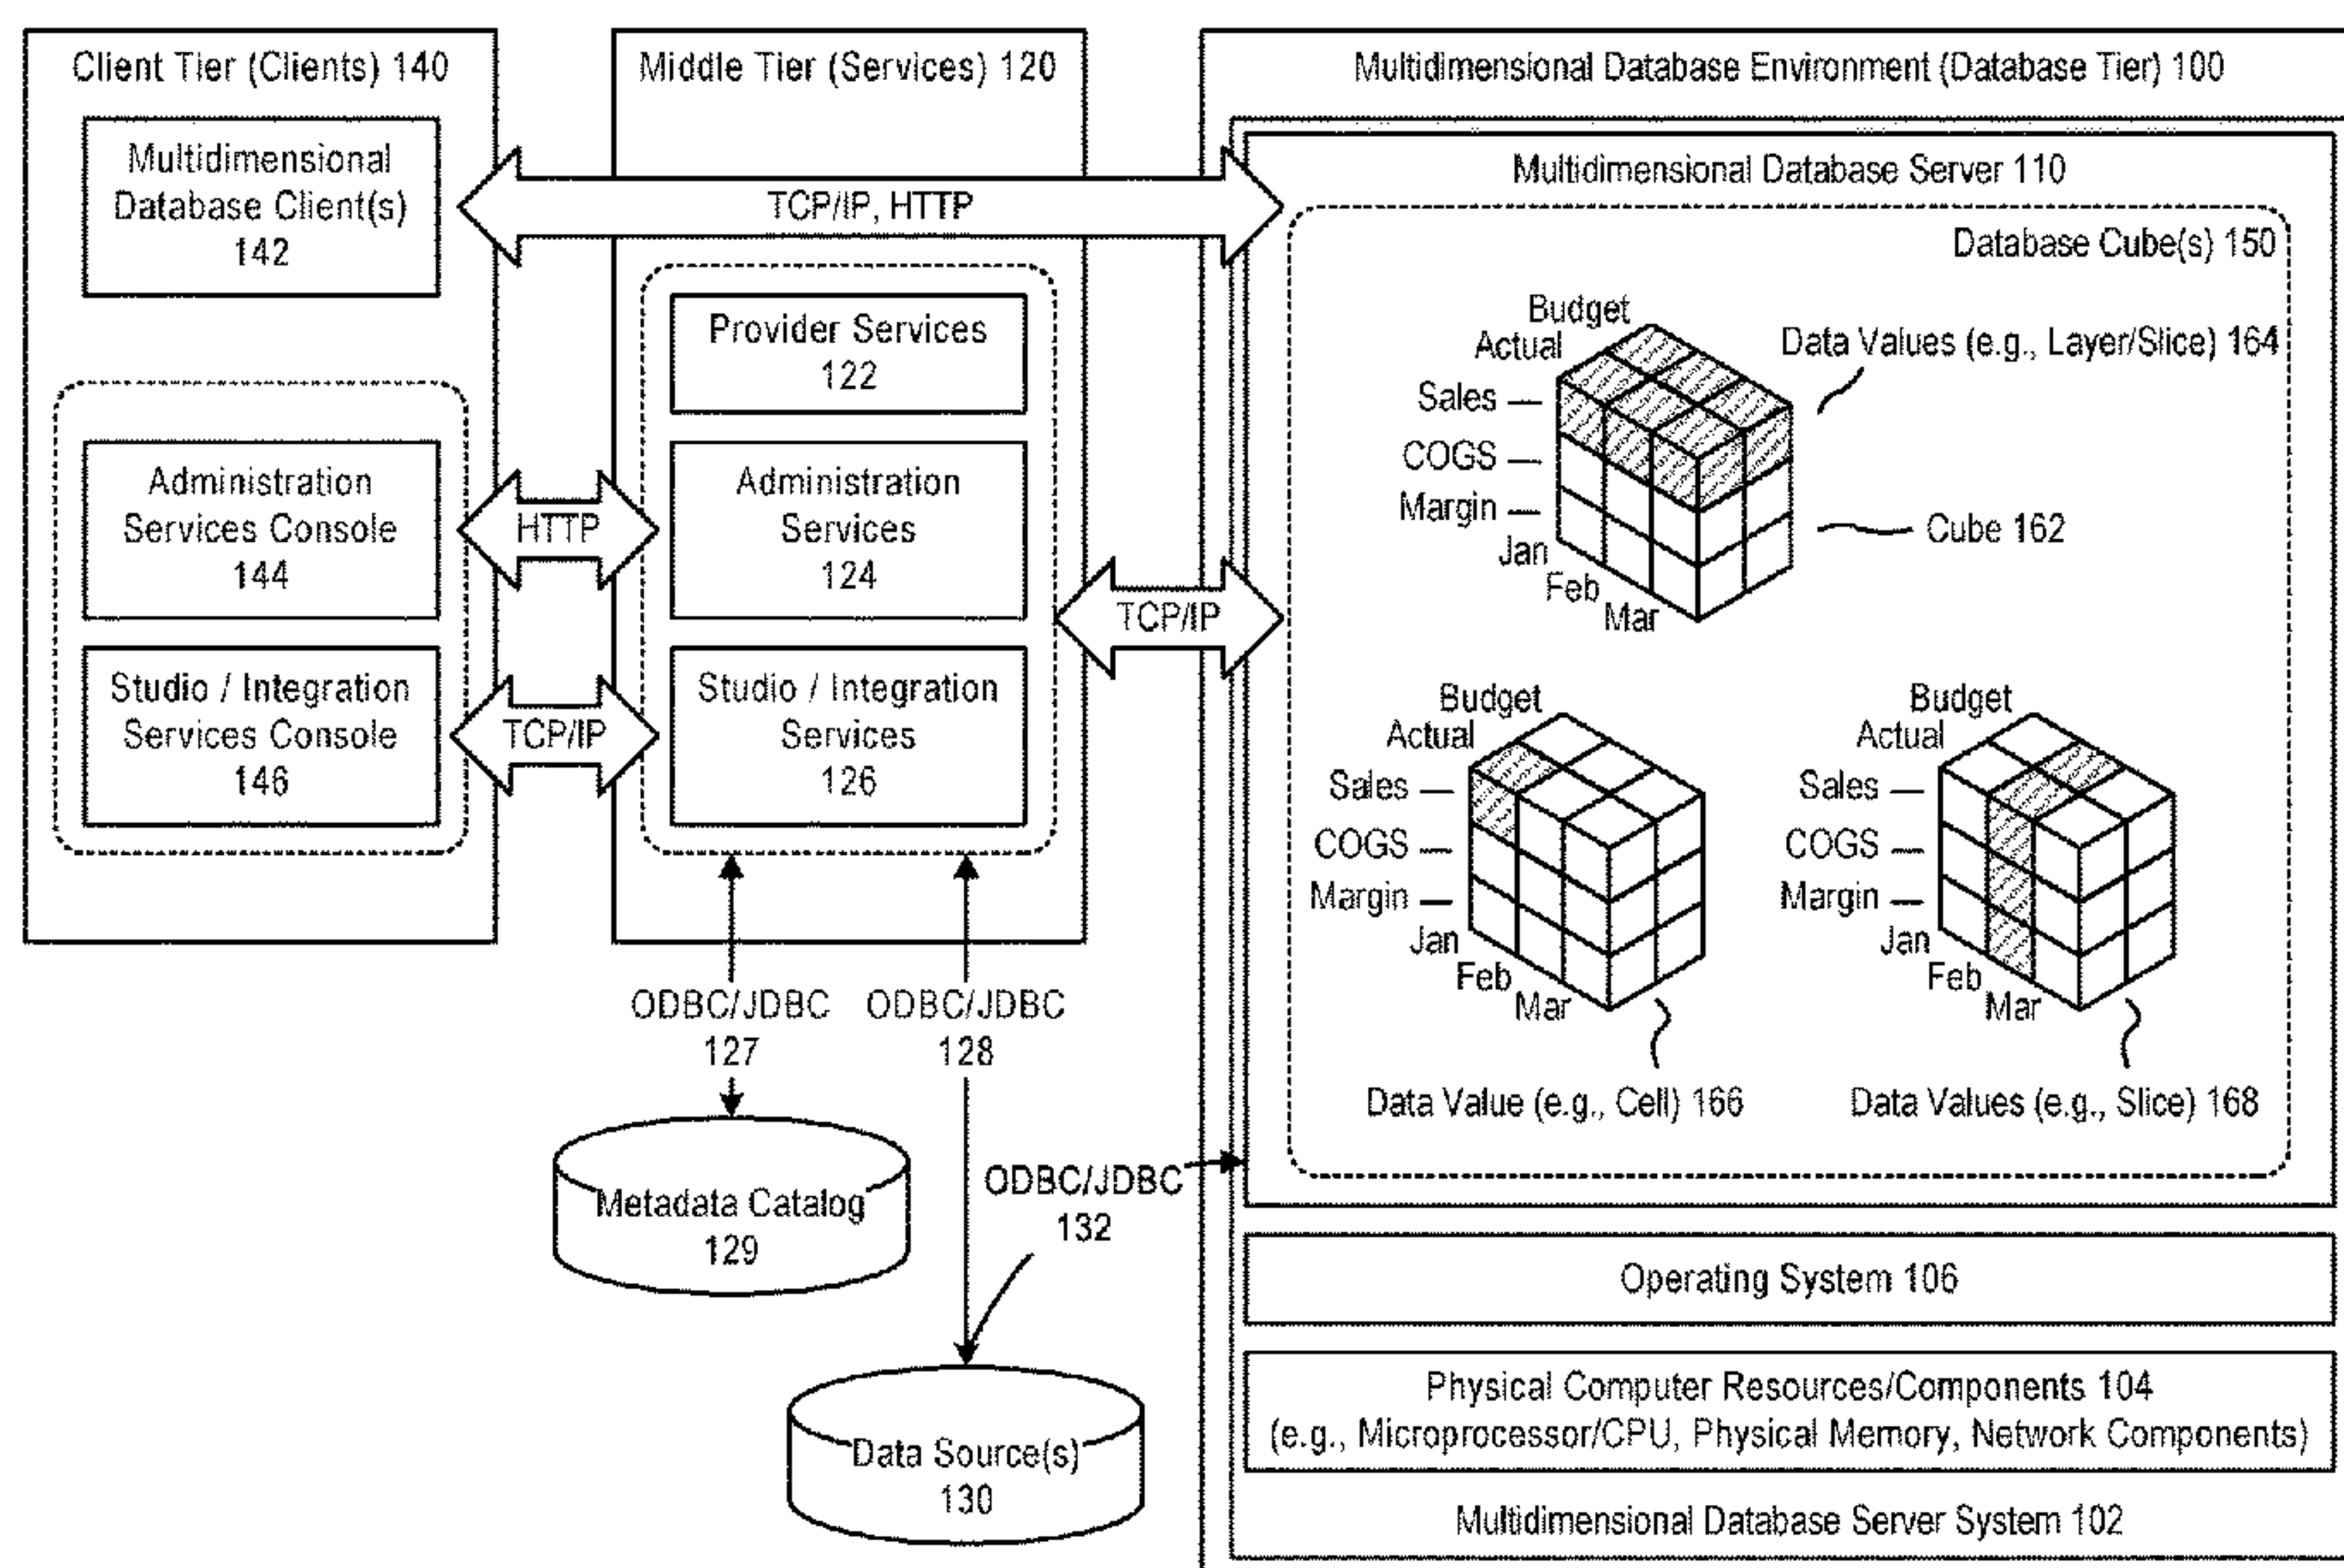 Client Tier (Clients) 140
Multidimensional
Database Client(s)
142
Administration
Services Console
144
Studio / Integration
Services Console
146
Middle Tier (Services) 120
TCP/IP, HTTP
Provider Services
122
HTTP
Administration
Services
124
TCP/IP
Studio / Integration
Services
126
TCP/IP
ODBC/JDBC
127
ODBC/JDBC
128
Metadata Catalog
129
ODBC/JDBC
132
Data Source(s)
130
Multidimensional Database Environment (Database Tier) 100
Multidimensional Database Server 110
Database Cube(s) 150
Budget
Actual
Data Values (e.g., Layer/Slice) 164
Sales
COGS
Margin
Cube 162
Jan
Feb
Mar
Budget
Actual
Sales
COGS
Margin
Jan
Feb
Mar
Data Value (e.g., Cell) 166
Budget
Actual
Sales
COGS
Margin
Jan
Feb
Mar
Data Values (e.g., Slice) 168
Operating System 106
Physical Computer Resources/Components 104
(e.g., Microprocessor/CPU, Physical Memory, Network Components)
Multidimensional Database Server System 102